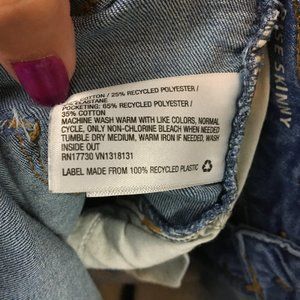 COTTON / 25% RECYCLED POLYESTER /
ELASTANE
POCKETING: 65% RECYCLED POLYESTER /
35% COTTON
MACHINE WASH WARM WITH LIKE COLORS, NORMAL
CYCLE, ONLY NON-CHLORINE BLEACH WHEN NEEDED
TUMBLE DRY MEDIUM, WARM IRON IF NEEDED, WASH
INSIDE OUT
RN17730 VN1318131
LABEL MADE FROM 100% RECYCLED PLASTIC
SKINNY